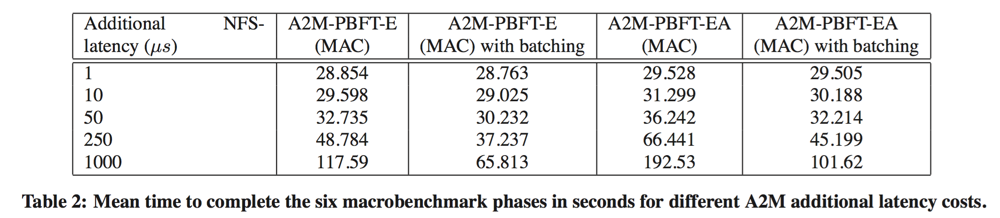 Additional NFS- A2M-PBFT-E A2M-PBFT-E A2M-PBFT-EA A2M-PBFT-EA
latency (μs) (MAC) (MAC) with batching (MAC) (MAC) with batching
1 28.854 28.763 29.528 29.505
10 29.598 29.025 31.299 30.188
50 32.735 30.232 36.242 32.214
250 48.784 37.237 66.441 45.199
1000 117.59 65.813 192.53 101.62
Table 2: Mean time to complete the six macrobenchmark phases in seconds for different A2M additional latency costs.